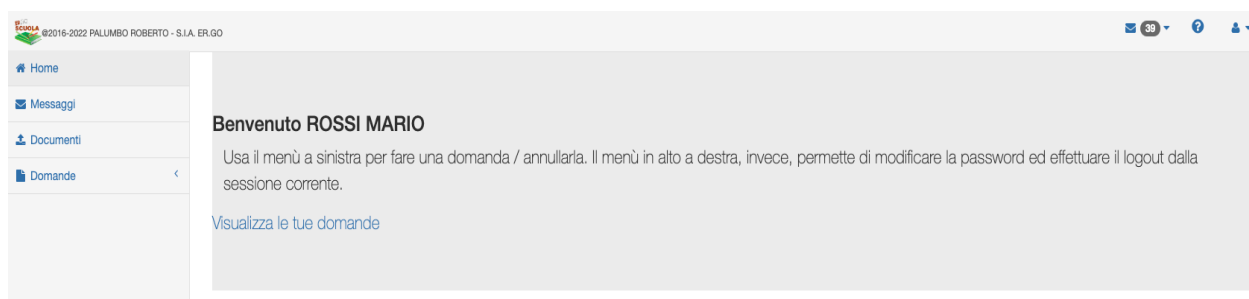 ER SCUOLA @2016-2022 PALUMBO ROBERTO - S.I.A. ER.GO
39
Home
Messaggi
Documenti
Domande
Benvenuto ROSSI MARIO
Usa il menù a sinistra per fare una domanda / annullarla. Il menù in alto a destra, invece, permette di modificare la password ed effettuare il logout dalla
sessione corrente.
Visualizza le tue domande